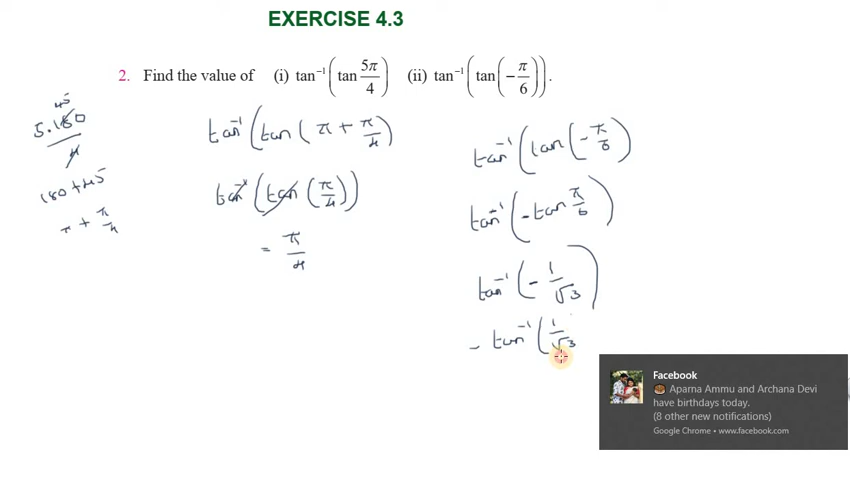 EXERCISE 4.3
2. Find the value of (i) tan⁻¹(tan 5π/4) (ii) tan⁻¹(tan(−π/6)).
45
5.180
4
180+45
π + π/4
tan⁻¹(tan(π + π/4)
tan⁻¹(tan(π/4))
= π/4
tan⁻¹(tan(−π/6)
tan⁻¹(−tan π/6)
tan⁻¹(−1/√3)
− tan⁻¹(1/√3
Facebook
🎂 Aparna Ammu and Archana Devi
have birthdays today.
(8 other new notifications)
Google Chrome • www.facebook.com